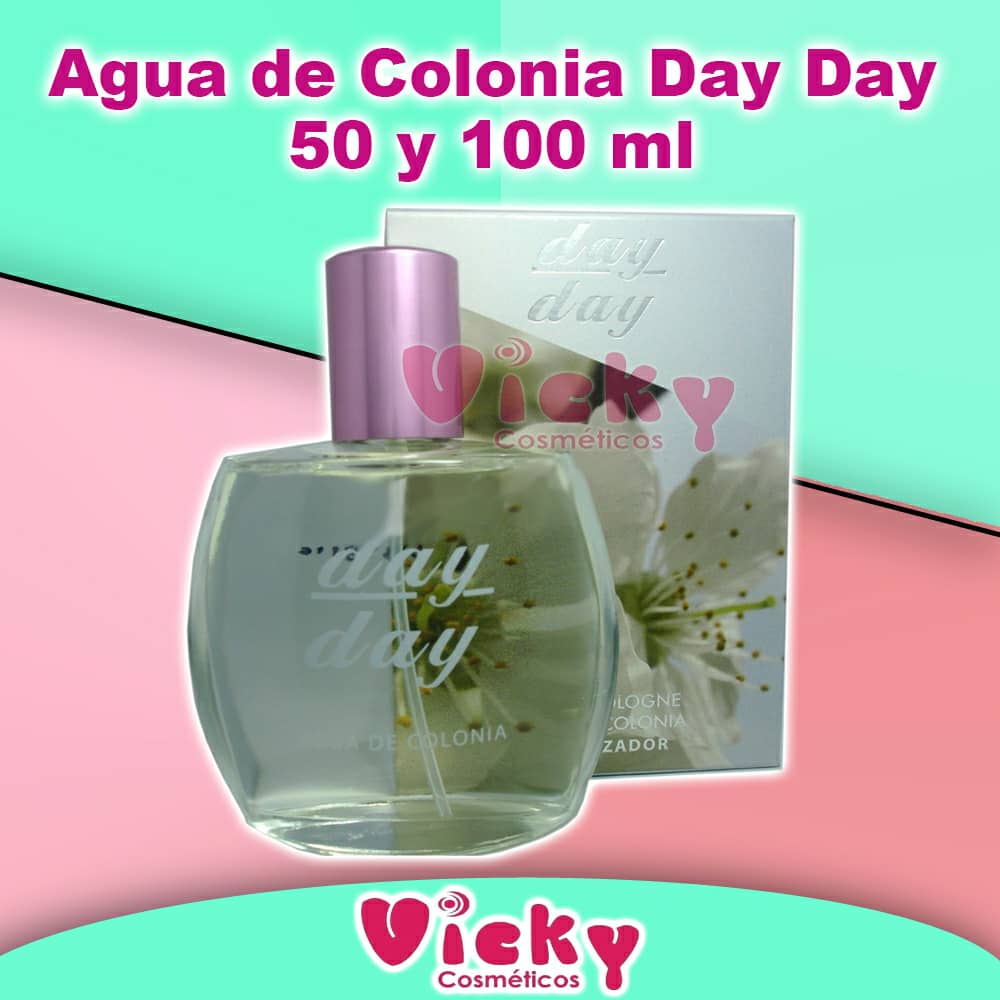 Agua de Colonia Day Day
50 y 100 ml
day
day
Vicky
Cosméticos
day
day
DE COLONIA
OLOGNE
COLONIA
ZADOR
Vicky
Cosméticos